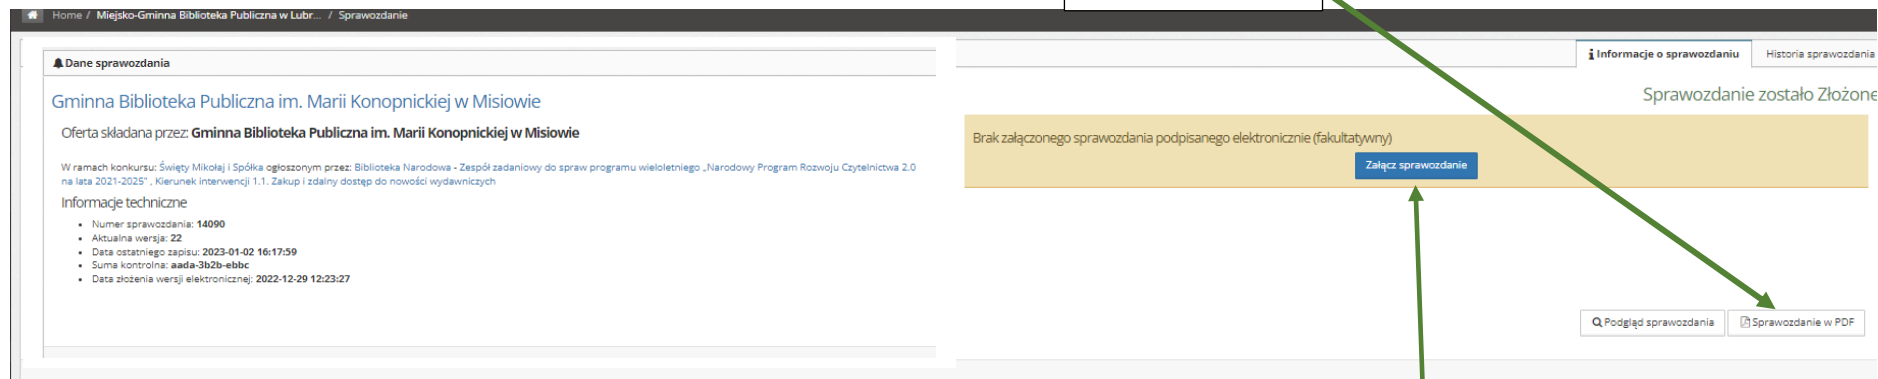 Home / Miejsko-Gminna Biblioteka Publiczna w Lubr... / Sprawozdanie
Dane sprawozdania
Gminna Biblioteka Publiczna im. Marii Konopnickiej w Misiowie
Oferta składana przez: Gminna Biblioteka Publiczna im. Marii Konopnickiej w Misiowie
W ramach konkursu: Święty Mikołaj i Spółka ogłoszonym przez: Biblioteka Narodowa - Zespół zadaniowy do spraw programu wieloletniego „Narodowy Program Rozwoju Czytelnictwa 2.0
na lata 2021-2025" , Kierunek interwencji 1.1. Zakup i zdalny dostęp do nowości wydawniczych
Informacje techniczne
• Numer sprawozdania: 14090
• Aktualna wersja: 22
• Data ostatniego zapisu: 2023-01-02 16:17:59
• Suma kontrolna: aada-3b2b-ebbc
• Data złożenia wersji elektronicznej: 2022-12-29 12:23:27
Informacje o sprawozdaniu
Historia sprawozdania
Sprawozdanie zostało Złożone
Brak załączonego sprawozdania podpisanego elektronicznie (fakultatywny)
Załącz sprawozdanie
Podgląd sprawozdania
Sprawozdanie w PDF